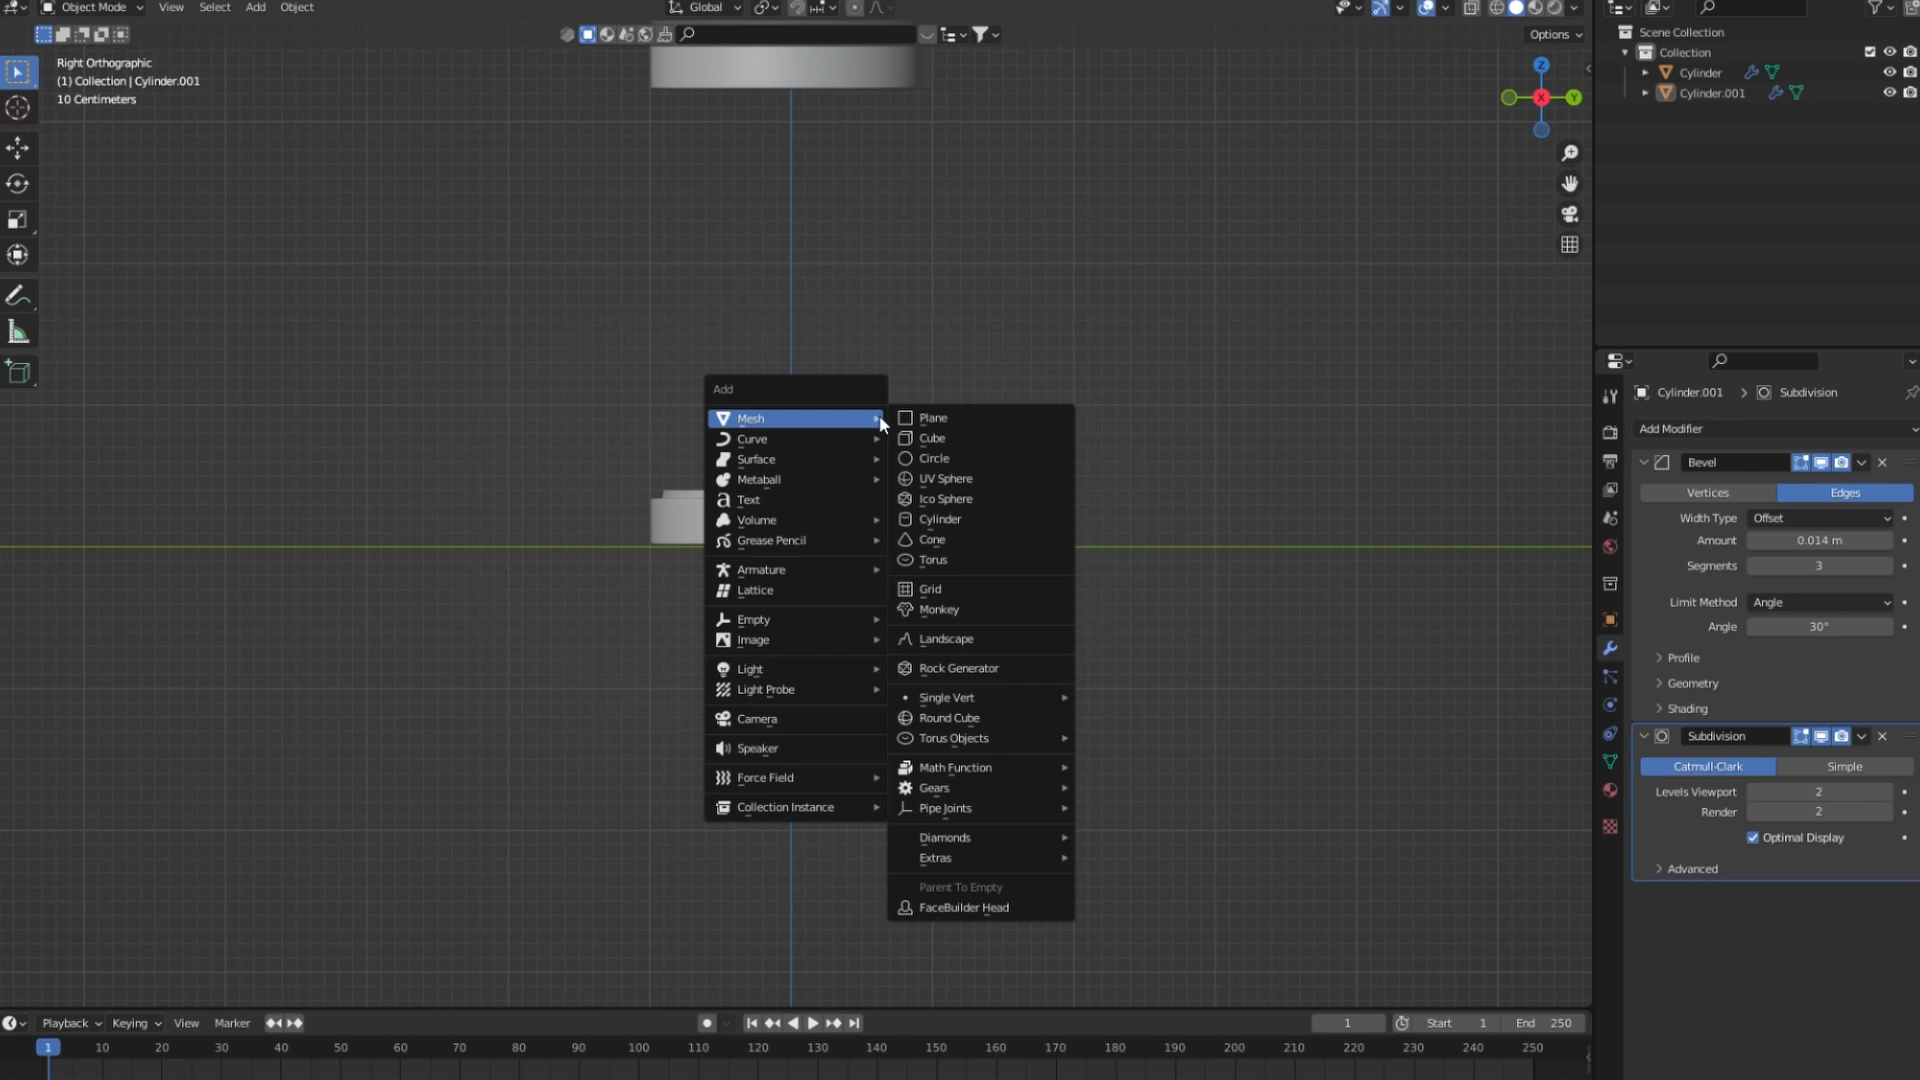 Object Mode View Select Add Object Global
Options
Right Orthographic
(1) Collection | Cylinder.001
10 Centimeters
Z
X
Y
Scene Collection
Collection
Cylinder
Cylinder.001
Add
Mesh
Curve
Surface
Metaball
Text
Volume
Grease Pencil
Armature
Lattice
Empty
Image
Light
Light Probe
Camera
Speaker
Force Field
Collection Instance
Plane
Cube
Circle
UV Sphere
Ico Sphere
Cylinder
Cone
Torus
Grid
Monkey
Landscape
Rock Generator
Single Vert
Round Cube
Torus Objects
Math Function
Gears
Pipe Joints
Diamonds
Extras
Parent To Empty
FaceBuilder Head
Cylinder.001 > Subdivision
Add Modifier
Bevel
Vertices Edges
Width Type Offset
Amount 0.014 m
Segments 3
Limit Method Angle
Angle 30°
Profile
Geometry
Shading
Subdivision
Catmull-Clark Simple
Levels Viewport 2
Render 2
Optimal Display
Advanced
Playback Keying View Marker 1 Start 1 End 250
1 10 20 30 40 50 60 70 80 90 100 110 120 130 140 150 160 170 180 190 200 210 220 230 240 250